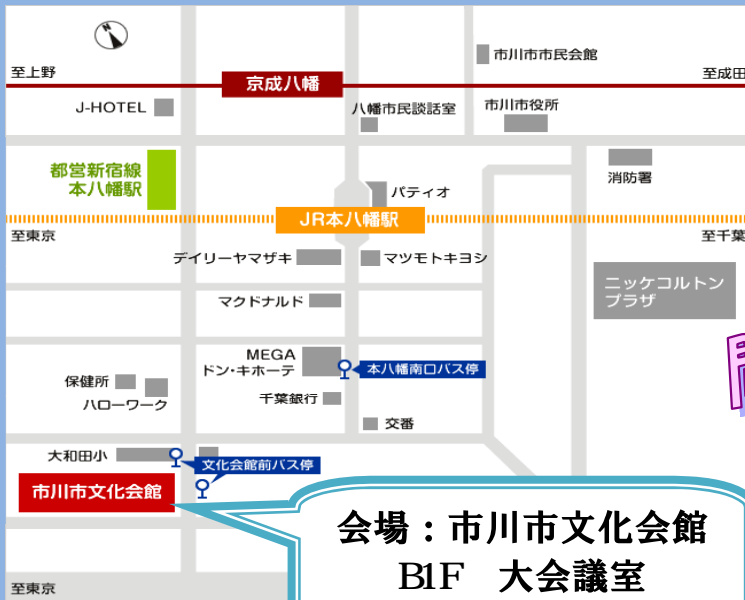 N
市川市市民会館
至上野
至成田
京成八幡
J-HOTEL
八幡市民談話室
市川市役所
都営新宿線
本八幡駅
消防署
パティオ
JR本八幡駅
至東京
至千葉
デイリーヤマザキ
マツモトキヨシ
ニッケコルトン
プラザ
マクドナルド
MEGA
ドン・キホーテ
本八幡南口バス停
保健所
ハローワーク
千葉銀行
交番
大和田小
文化会館前バス停
市川市文化会館
会場：市川市文化会館
B1F　大会議室
至東京